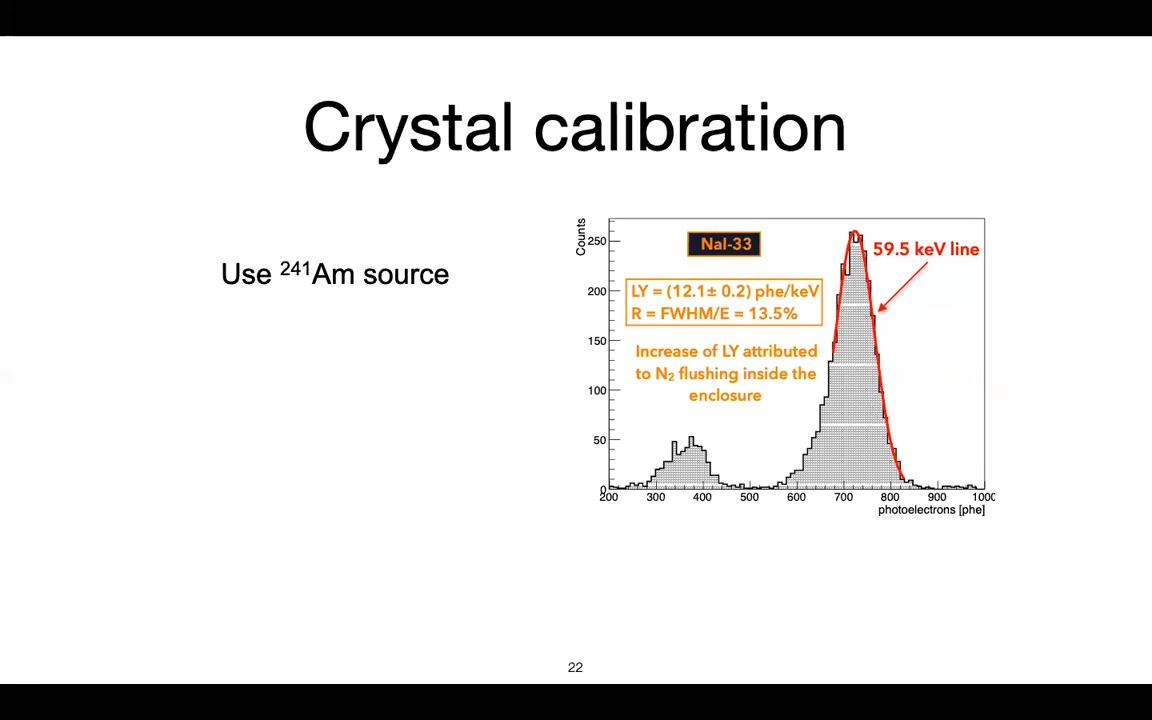 Crystal calibration
Use ²⁴¹Am source
Counts
NaI-33
59.5 keV line
LY = (12.1± 0.2) phe/keV
R = FWHM/E = 13.5%
Increase of LY attributed
to N₂ flushing inside the
enclosure
250
200
150
100
50
0
200 300 400 500 600 700 800 900 1000
photoelectrons [phe]
22